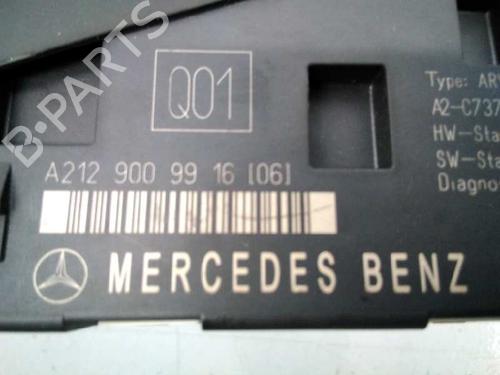 B-PARTS
Q01
Type: AR
A2-C737
HW-Sta
SW-Sta
Diagno
A212 900 99 16 [06]
MERCEDES BENZ